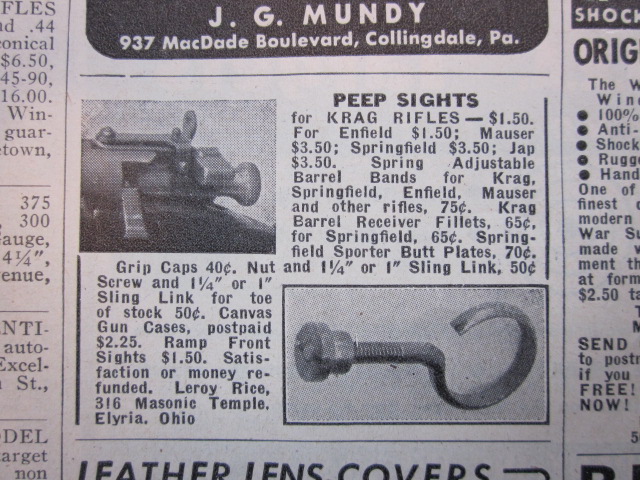 IFLES
nd .44
conical
$6.50,
45-90,
16.00.
Win-
guar-
etown,
375
300
auge,
4¼",
venue,
ENTI-
auto-
Excel-
St.,
ODEL
target
non
J. G. MUNDY
937 MacDade Boulevard, Collingdale, Pa.
PEEP SIGHTS
for KRAG RIFLES — $1.50.
For Enfield $1.50; Mauser
$3.50; Springfield $3.50; Jap
$3.50. Spring Adjustable
Barrel Bands for Krag,
Springfield, Enfield, Mauser
and other rifles, 75¢. Krag
Barrel Receiver Fillets, 65¢,
for Springfield, 65¢. Spring-
field Sporter Butt Plates, 70¢.
Grip Caps 40¢. Nut and 1¼" or 1" Sling Link, 50¢
Screw and 1¼" or 1"
Sling Link for toe
of stock 50¢. Canvas
Gun Cases, postpaid
$2.25. Ramp Front
Sights $1.50. Satis-
faction or money re-
funded. Leroy Rice,
316 Masonic Temple,
Elyria, Ohio
LEATHER LENS COVERS
SHOCK
ORIG
The W
Wind
● 100%
● Anti-
● Shock
● Rugge
● Hand
One of
finest
modern
War Su
made w
ment th
at form
$2.50 ta
SEND
to postm
if you
FREE!
NOW!